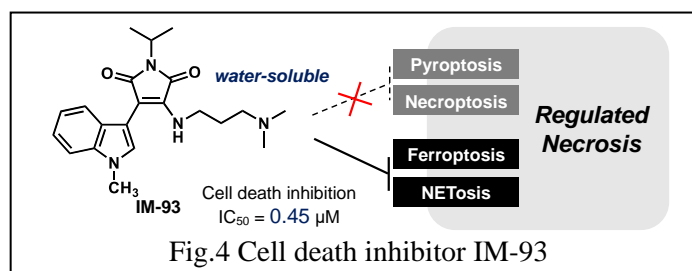 N
O
O
water-soluble
N
H
N
N
CH3
IM-93
Cell death inhibition
IC50 = 0.45 µM
Pyroptosis
Necroptosis
Ferroptosis
NETosis
Regulated
Necrosis
Fig.4 Cell death inhibitor IM-93